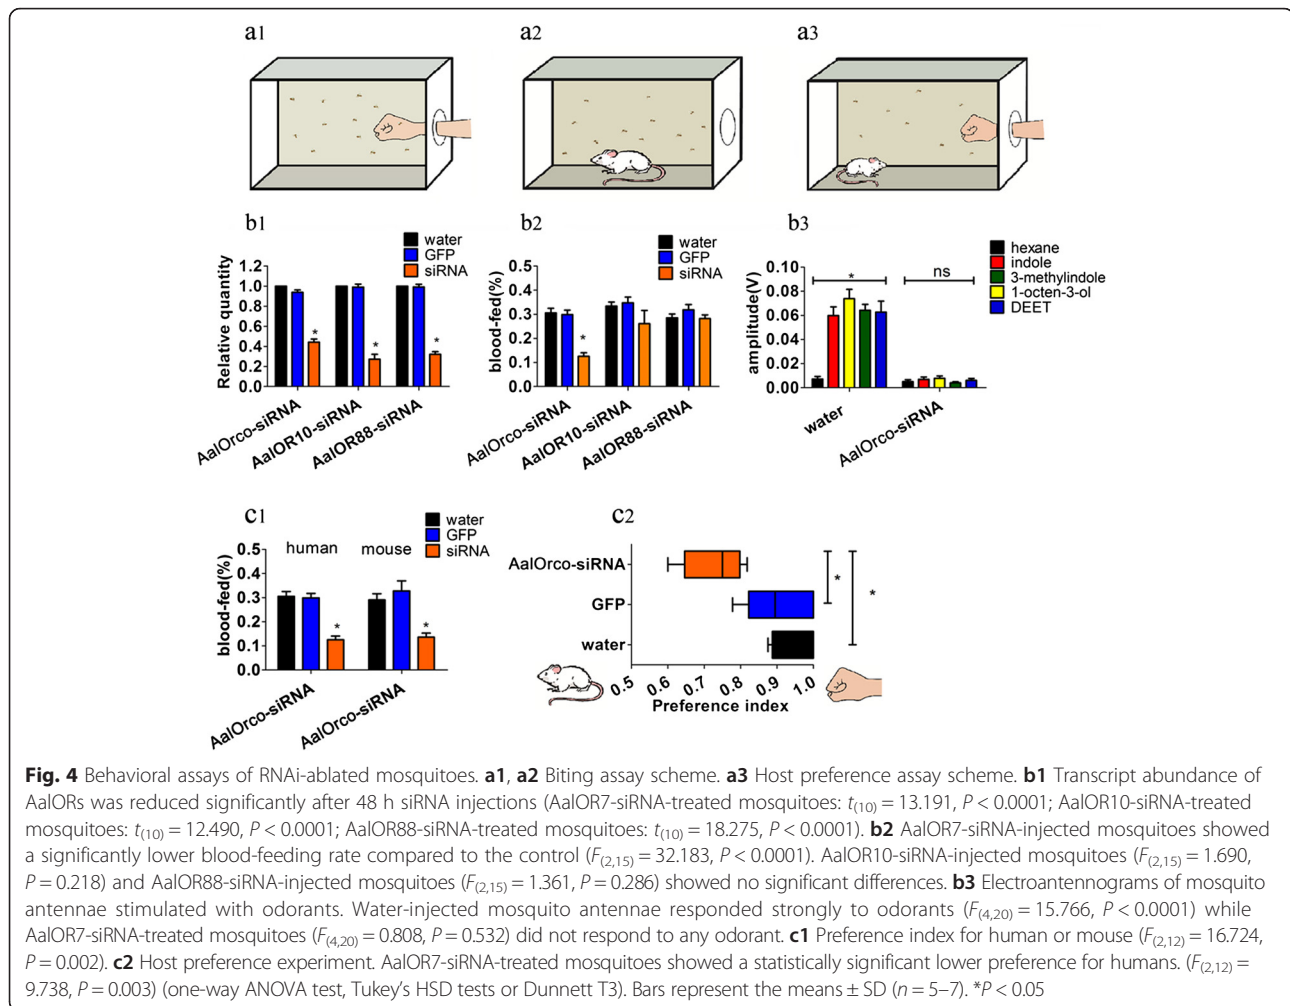 a1
a2
a3
b1
water
GFP
siRNA
Relative quantity
1.2
1.0
0.8
0.6
0.4
0.2
0.0
*
*
*
AalOrco-siRNA
AalOR10-siRNA
AalOR88-siRNA
b2
water
GFP
siRNA
blood-fed(%)
0.5
0.4
0.3
0.2
0.1
0.0
*
AalOrco-siRNA
AalOR10-siRNA
AalOR88-siRNA
b3
hexane
indole
3-methylindole
1-octen-3-ol
DEET
amplitude(V)
0.10
0.08
0.06
0.04
0.02
0.00
*
ns
water
AalOrco-siRNA
c1
water
GFP
siRNA
human
mouse
blood-fed(%)
0.5
0.4
0.3
0.2
0.1
0.0
*
*
AalOrco-siRNA
AalOrco-siRNA
c2
AalOrco-siRNA
GFP
water
*
*
0.5
0.6
0.7
0.8
0.9
1.0
Preference index
Fig. 4 Behavioral assays of RNAi-ablated mosquitoes. a1, a2 Biting assay scheme. a3 Host preference assay scheme. b1 Transcript abundance of
AalORs was reduced significantly after 48 h siRNA injections (AalOR7-siRNA-treated mosquitoes: t(10) = 13.191, P < 0.0001; AalOR10-siRNA-treated
mosquitoes: t(10) = 12.490, P < 0.0001; AalOR88-siRNA-treated mosquitoes: t(10) = 18.275, P < 0.0001). b2 AalOR7-siRNA-injected mosquitoes showed
a significantly lower blood-feeding rate compared to the control (F(2,15) = 32.183, P < 0.0001). AalOR10-siRNA-injected mosquitoes (F(2,15) = 1.690,
P = 0.218) and AalOR88-siRNA-injected mosquitoes (F(2,15) = 1.361, P = 0.286) showed no significant differences. b3 Electroantennograms of mosquito
antennae stimulated with odorants. Water-injected mosquito antennae responded strongly to odorants (F(4,20) = 15.766, P < 0.0001) while
AalOR7-siRNA-treated mosquitoes (F(4,20) = 0.808, P = 0.532) did not respond to any odorant. c1 Preference index for human or mouse (F(2,12) = 16.724,
P = 0.002). c2 Host preference experiment. AalOR7-siRNA-treated mosquitoes showed a statistically significant lower preference for humans. (F(2,12) =
9.738, P = 0.003) (one-way ANOVA test, Tukey's HSD tests or Dunnett T3). Bars represent the means ± SD (n = 5–7). *P < 0.05